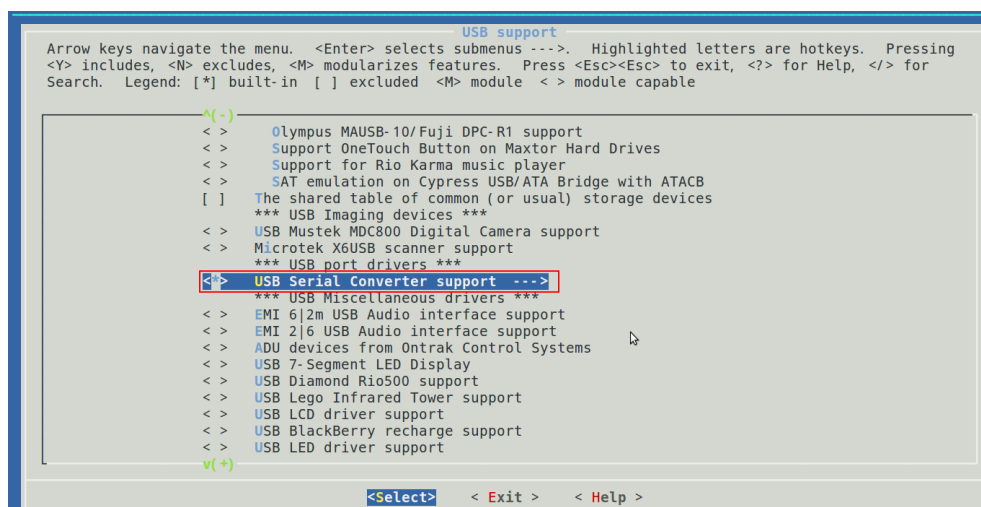 USB support
Arrow keys navigate the menu. <Enter> selects submenus --->. Highlighted letters are hotkeys. Pressing
<Y> includes, <N> excludes, <M> modularizes features. Press <Esc><Esc> to exit, <?> for Help, </> for
Search. Legend: [*] built-in [ ] excluded <M> module < > module capable
^(-)
< > Olympus MAUSB-10/Fuji DPC-R1 support
< > Support OneTouch Button on Maxtor Hard Drives
< > Support for Rio Karma music player
< > SAT emulation on Cypress USB/ATA Bridge with ATACB
[ ] The shared table of common (or usual) storage devices
*** USB Imaging devices ***
< > USB Mustek MDC800 Digital Camera support
< > Microtek X6USB scanner support
*** USB port drivers ***
<*> USB Serial Converter support --->
*** USB Miscellaneous drivers ***
< > EMI 6|2m USB Audio interface support
< > EMI 2|6 USB Audio interface support
< > ADU devices from Ontrak Control Systems
< > USB 7-Segment LED Display
< > USB Diamond Rio500 support
< > USB Lego Infrared Tower support
< > USB LCD driver support
< > USB BlackBerry recharge support
< > USB LED driver support
v(+)
<Select> < Exit > < Help >